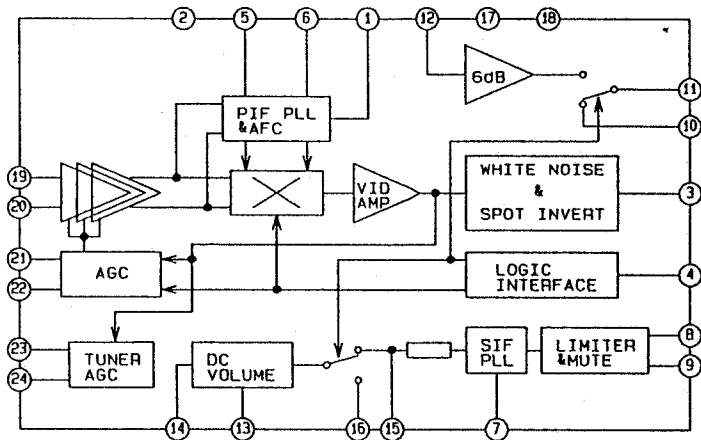 2 5 6 1 12 17 18
6dB
11
10
PIF PLL
&AFC
19
20
VID
AMP
WHITE NOISE
&
SPOT INVERT
3
21
22
AGC
LOGIC
INTERFACE
4
23
24
TUNER
AGC
DC
VOLUME
SIF
PLL
LIMITER
&MUTE
8
9
14 13 16 15 7